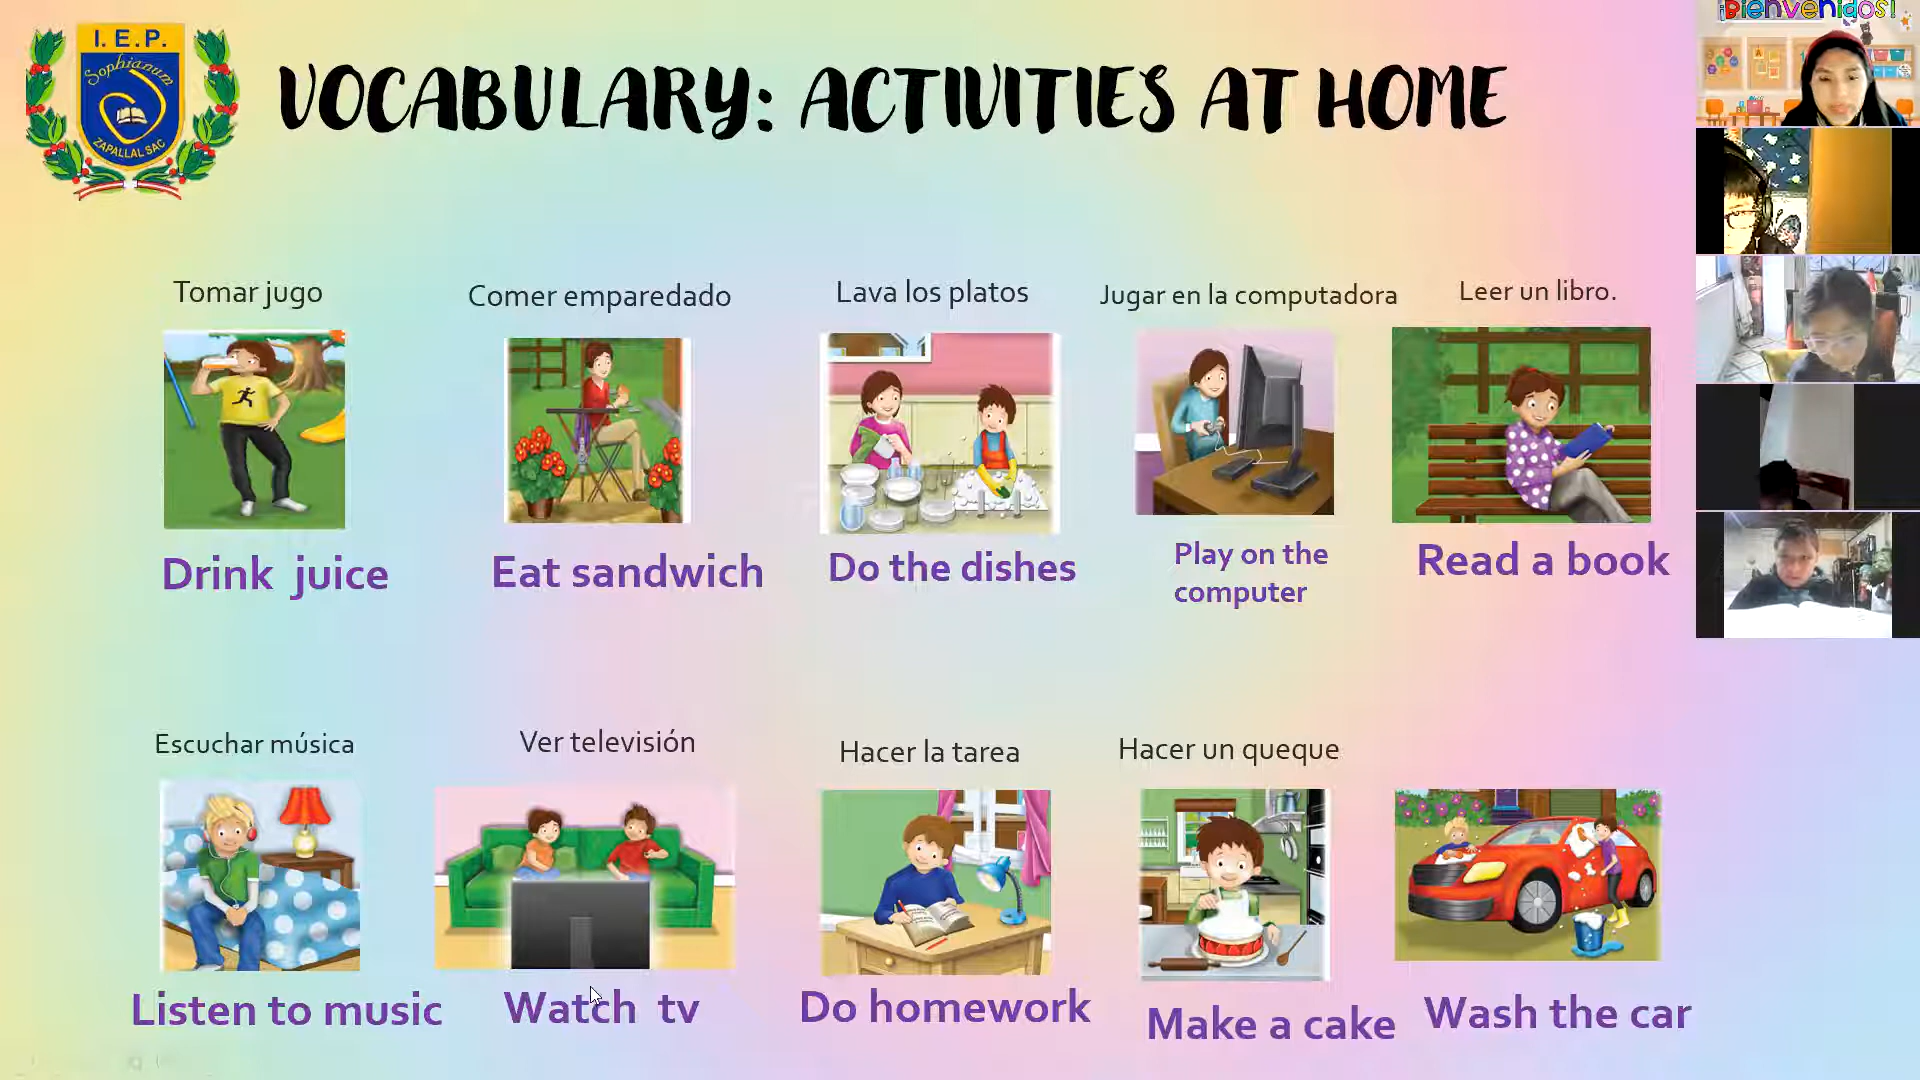 I. E. P.
Sophianum
ZAPALLAL SAC
VOCABULARY: ACTIVITIES AT HOME
¡Bienvenidos!
Tomar jugo
Comer emparedado
Lava los platos
Jugar en la computadora
Leer un libro.
Drink juice
Eat sandwich
Do the dishes
Play on the
computer
Read a book
Escuchar música
Ver televisión
Hacer la tarea
Hacer un queque
Listen to music
Watch tv
Do homework
Make a cake
Wash the car